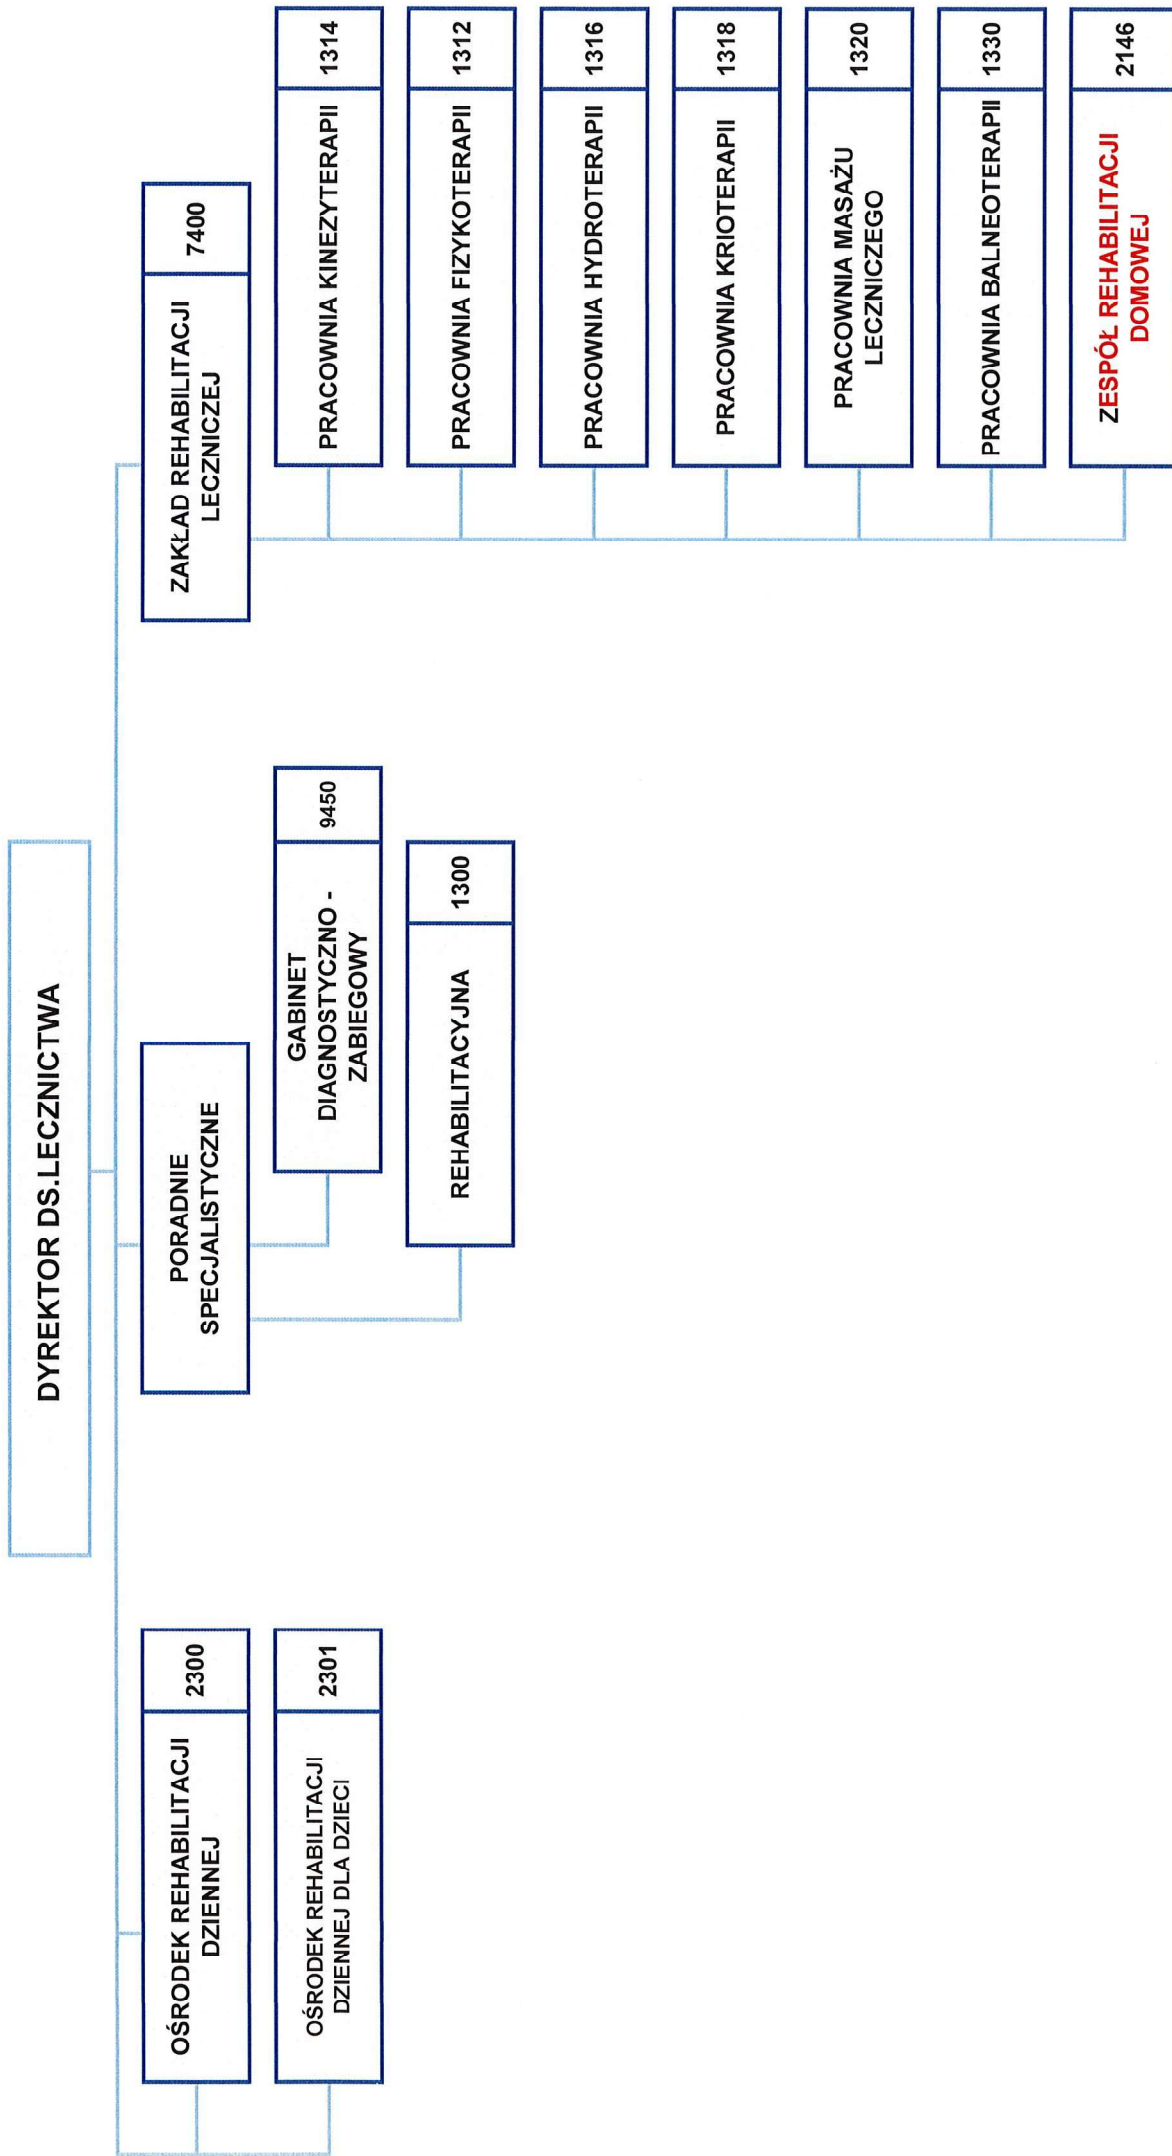 DYREKTOR DS.LECZNICTWA
OŚRODEK REHABILITACJI
DZIENNEJ
2300
OŚRODEK REHABILITACJI
DZIENNEJ DLA DZIECI
2301
PORADNIE
SPECJALISTYCZNE
GABINET
DIAGNOSTYCZNO -
ZABIEGOWY
9450
REHABILITACYJNA
1300
ZAKŁAD REHABILITACJI
LECZNICZEJ
7400
PRACOWNIA KINEZYTERAPII
1314
PRACOWNIA FIZYKOTERAPII
1312
PRACOWNIA HYDROTERAPII
1316
PRACOWNIA KRIOTERAPII
1318
PRACOWNIA MASAŻU
LECZNICZEGO
1320
PRACOWNIA BALNEOTERAPII
1330
ZESPÓŁ REHABILITACJI
DOMOWEJ
2146